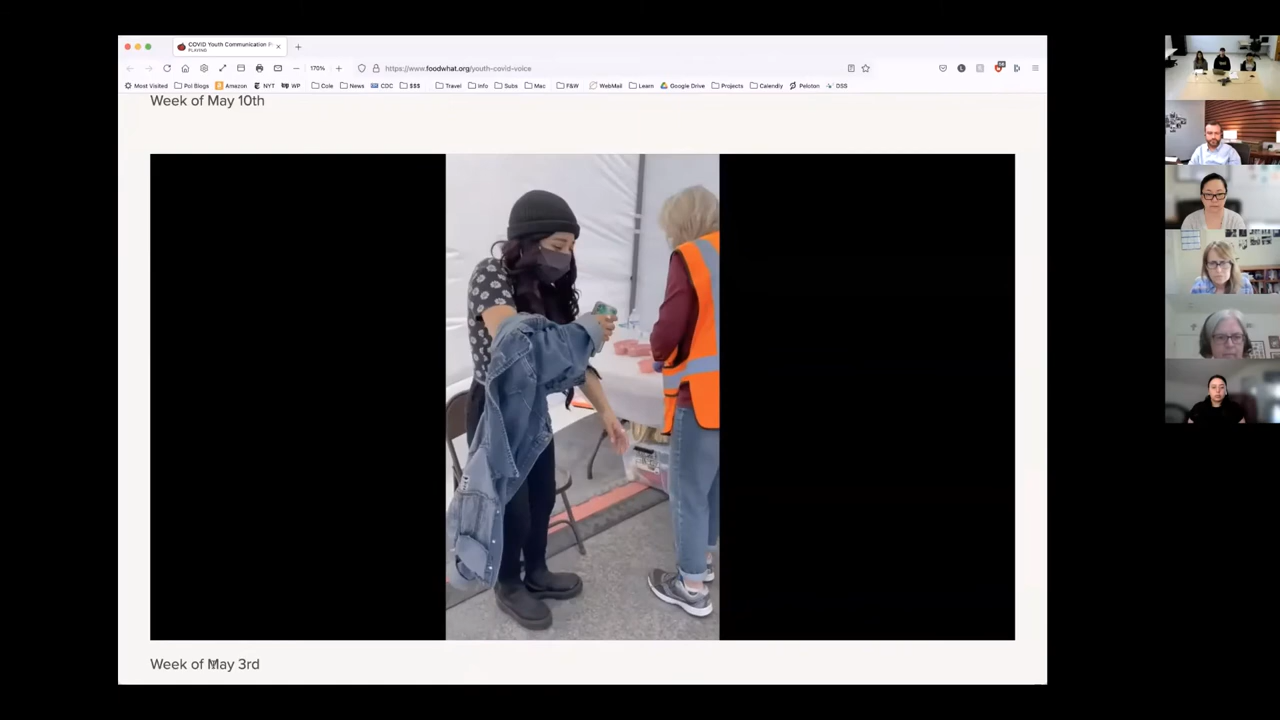 COVID Youth Communication P
PLAYING
170%
https://www.foodwhat.org/youth-covid-voice
Most Visited Pol Blogs Amazon NYT WP Cole News CDC $$$ Travel Info Subs Mac F&W WebMail Learn Google Drive Projects Calendly Peloton DSS
Week of May 10th
Week of May 3rd